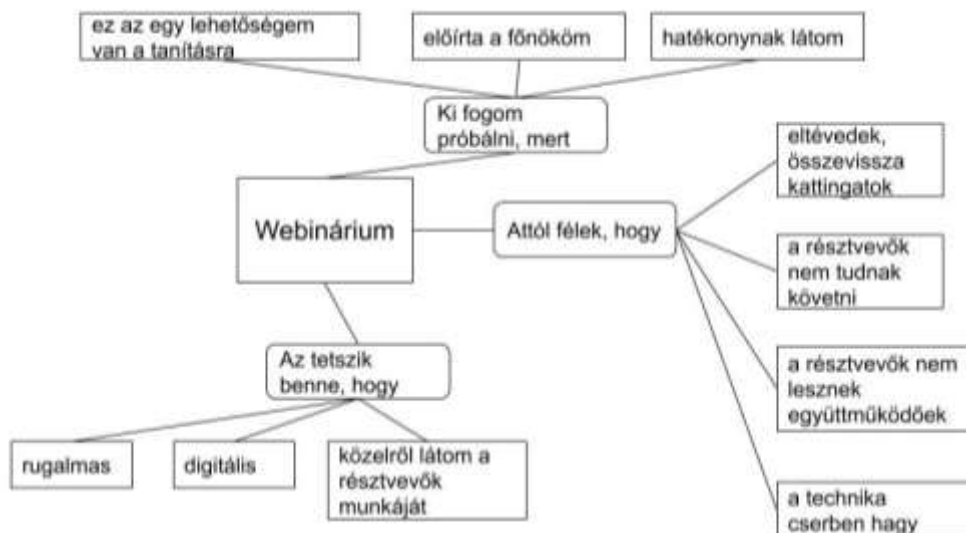 ez az egy lehetőségem
van a tanításra
előírta a főnököm
hatékonynak látom
Ki fogom
próbálni, mert
eltévedek,
összevissza
kattingatok
Webinárium
Attól félek, hogy
a résztvevők
nem tudnak
követni
Az tetszik
benne, hogy
a résztvevők nem
lesznek
együttműködőek
rugalmas
digitális
közelről látom a
résztvevők
munkáját
a technika
cserben hagy